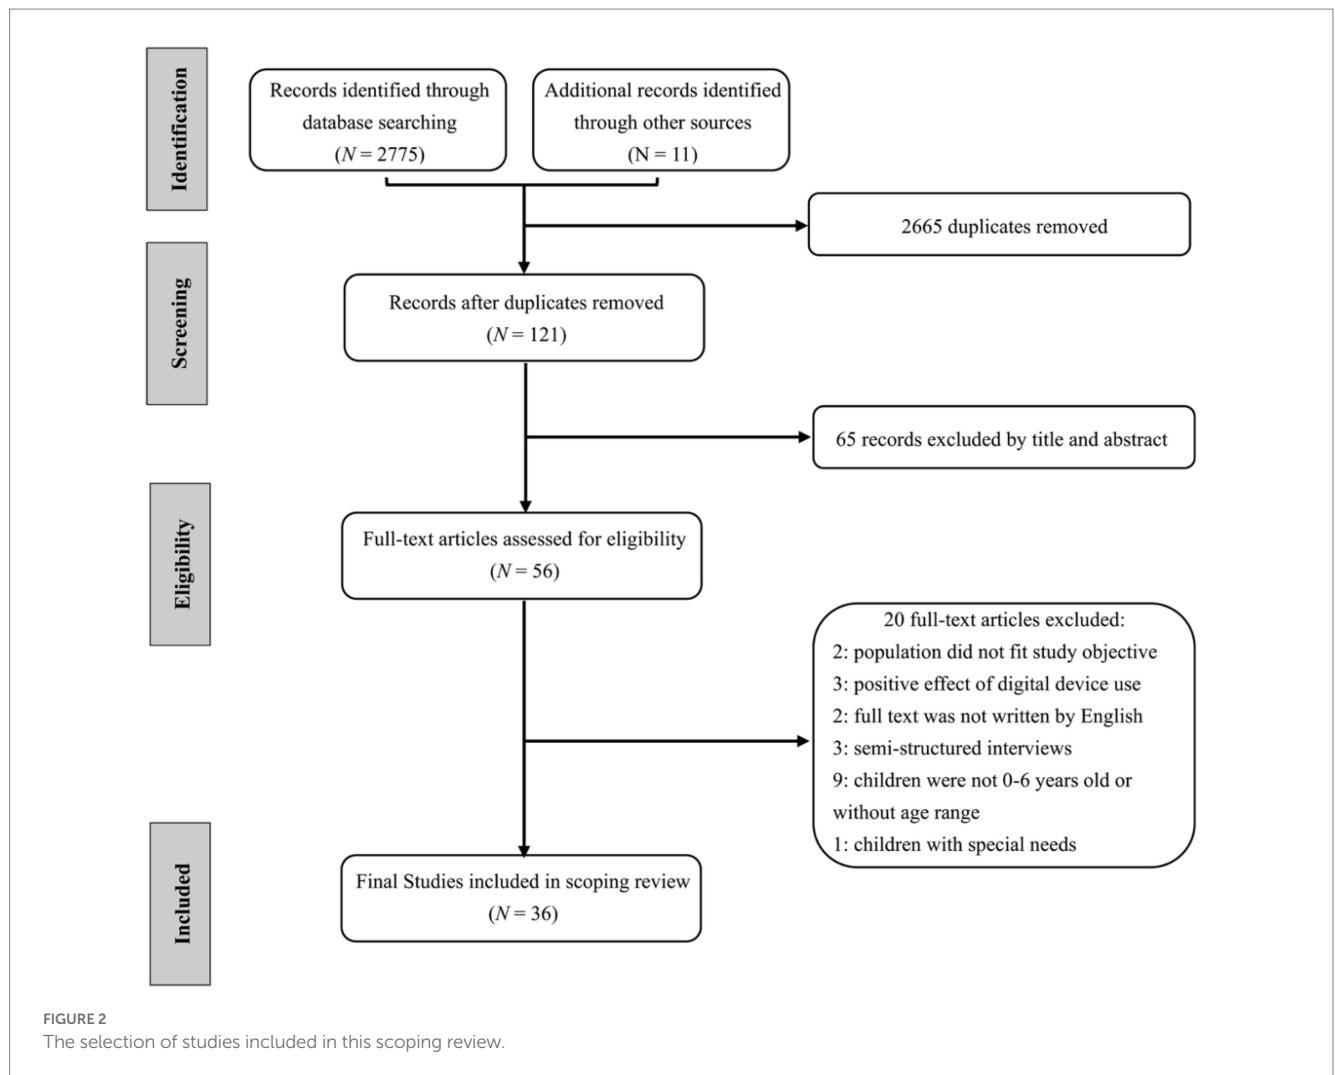 Identification
Records identified through
database searching
(N = 2775)
Additional records identified
through other sources
(N = 11)
2665 duplicates removed
Screening
Records after duplicates removed
(N = 121)
65 records excluded by title and abstract
Eligibility
Full-text articles assessed for eligibility
(N = 56)
20 full-text articles excluded:
2: population did not fit study objective
3: positive effect of digital device use
2: full text was not written by English
3: semi-structured interviews
9: children were not 0-6 years old or
without age range
1: children with special needs
Included
Final Studies included in scoping review
(N = 36)
FIGURE 2
The selection of studies included in this scoping review.